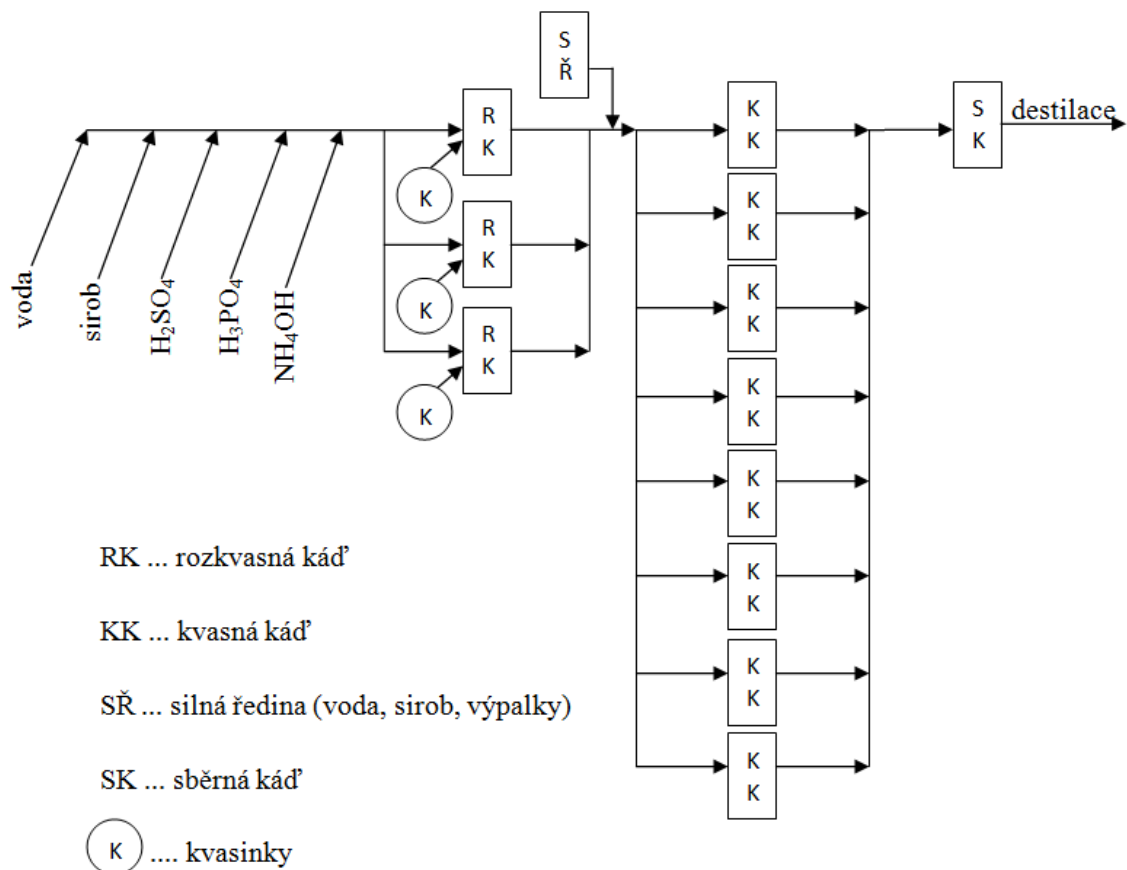 S
Ř
R
K
K
K
S
K
destilace
K
R
K
K
K
K
K
R
K
K
K
K
K
K
K
K
K
K
K
K
K
K
voda
sirob
H₂SO₄
H₃PO₄
NH₄OH
RK ... rozkvasná káď
KK ... kvasná káď
SŘ ... silná ředina (voda, sirob, výpalky)
SK ... sběrná káď
K .... kvasinky